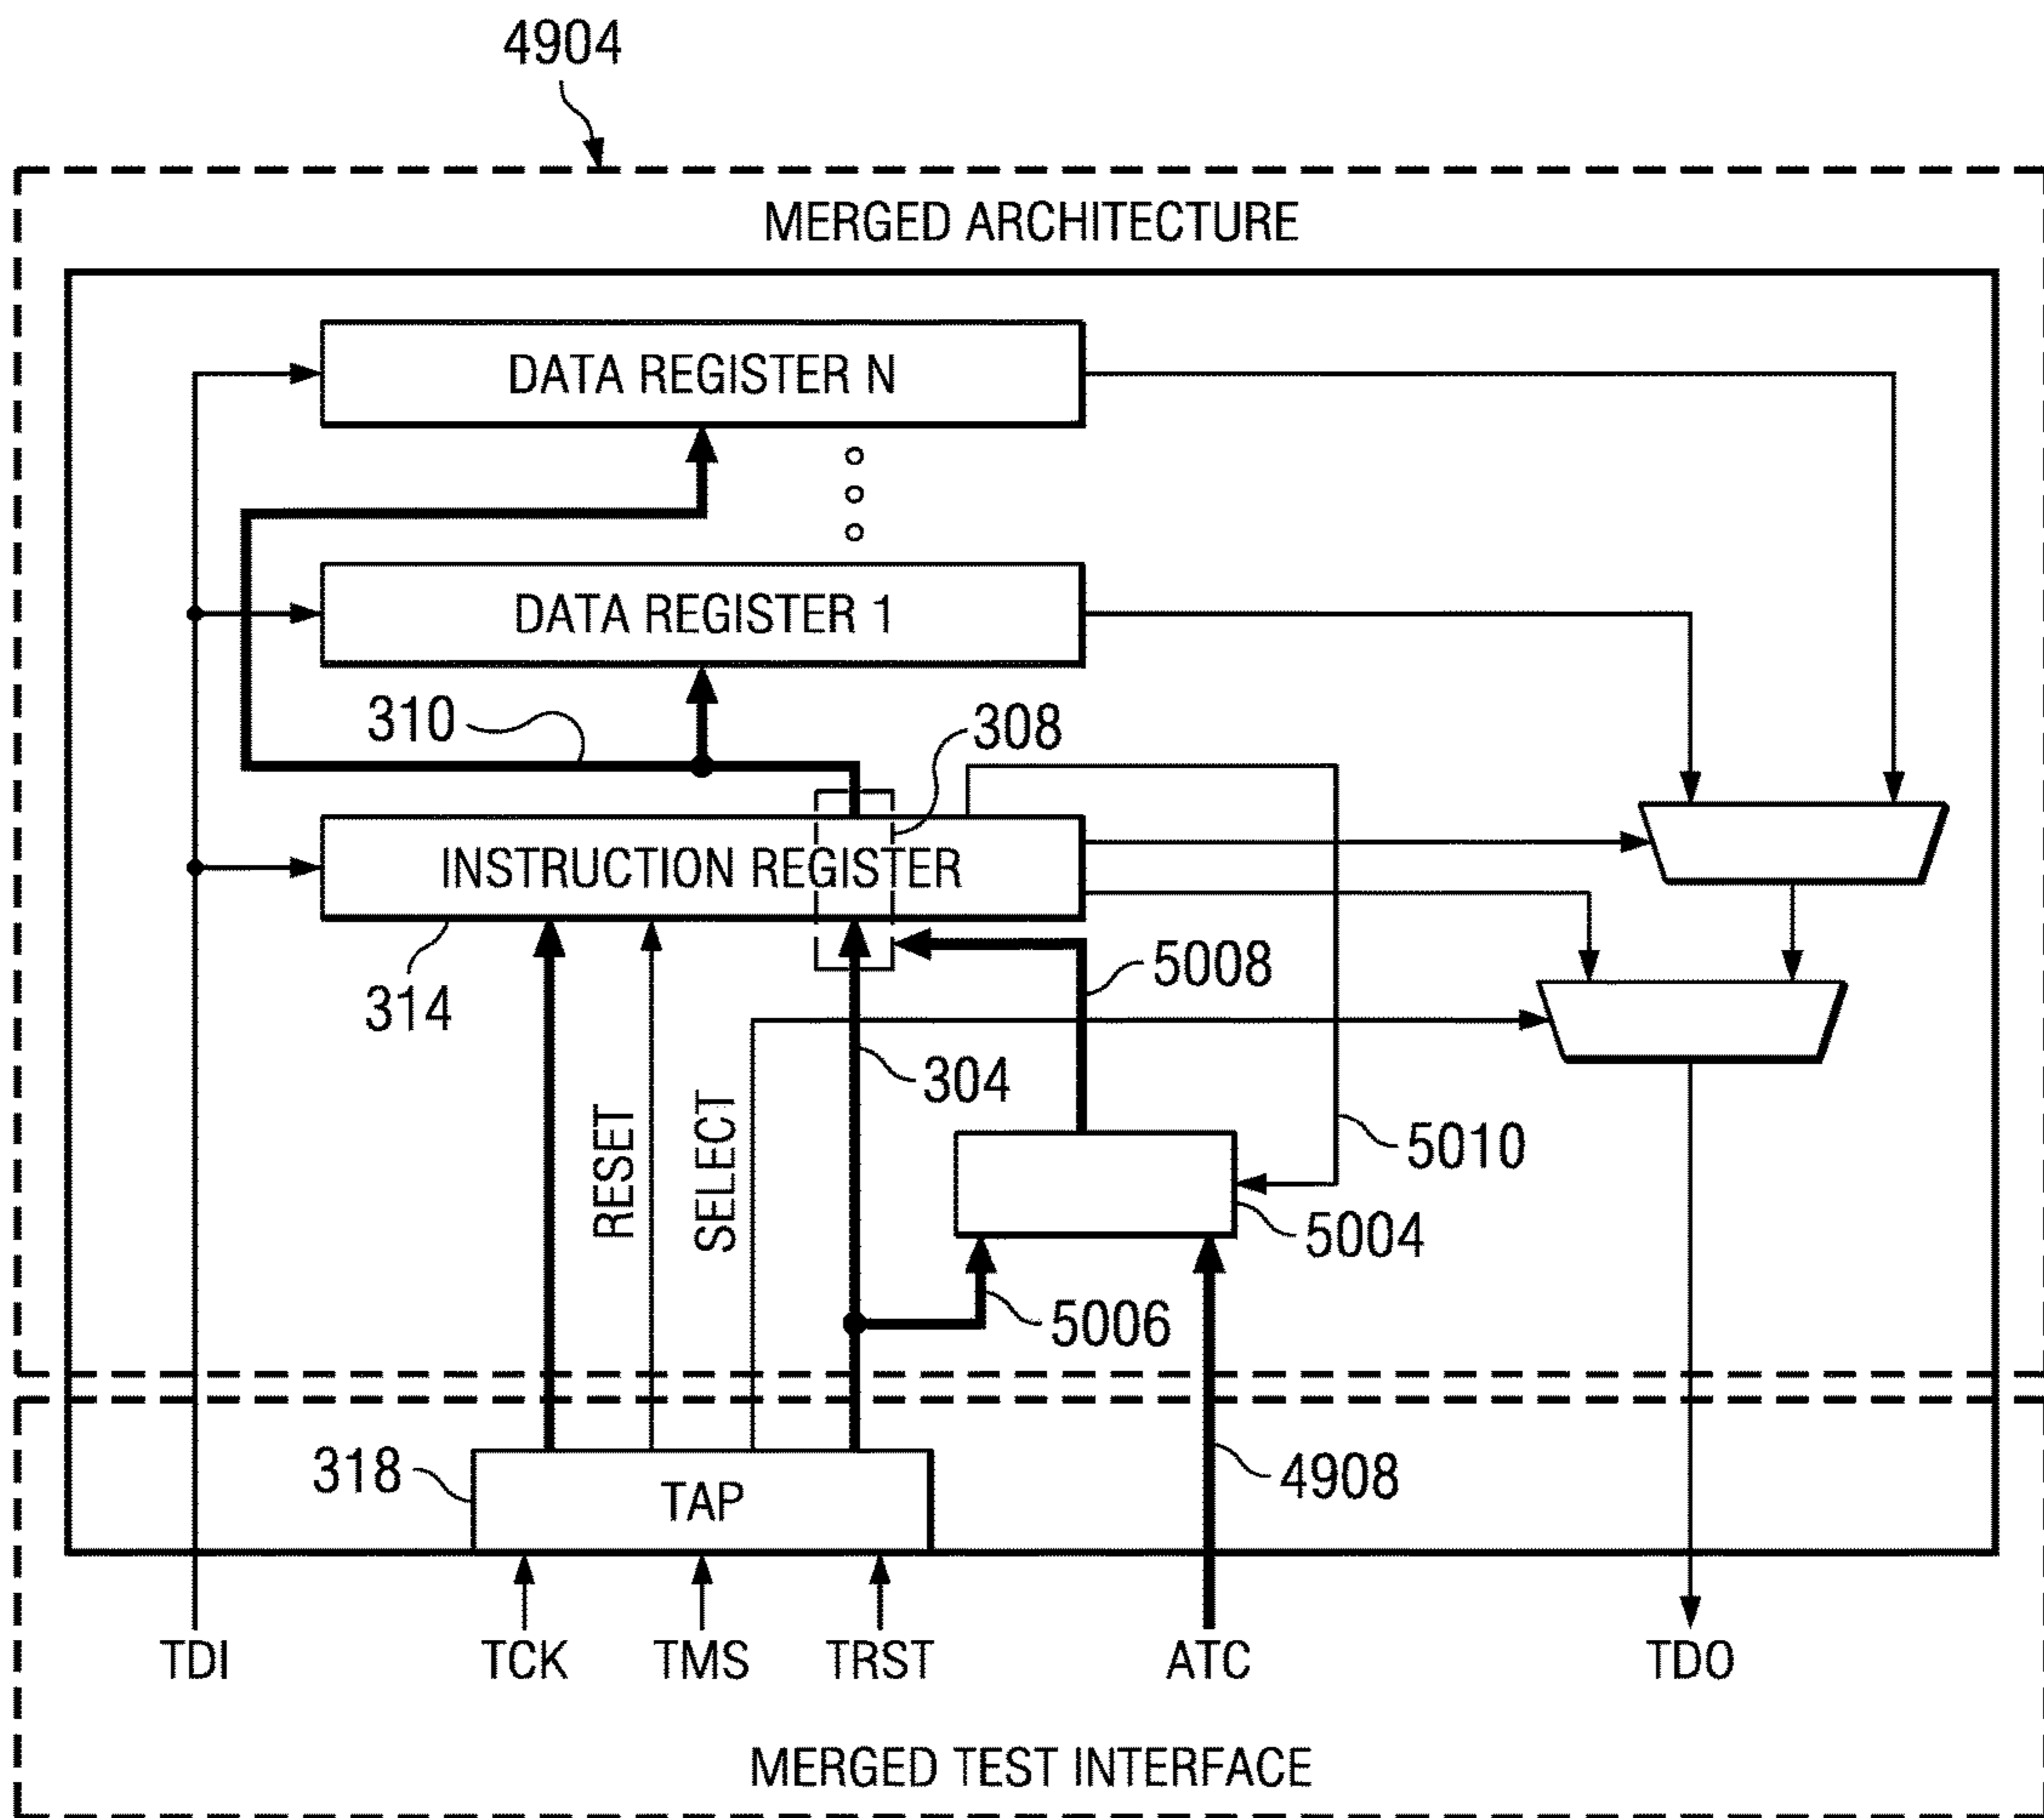 4904
MERGED ARCHITECTURE
DATA REGISTER N
DATA REGISTER 1
310
308
INSTRUCTION REGISTER
314
5008
304
RESET
SELECT
5010
5004
5006
318
TAP
4908
TDI
TCK
TMS
TRST
ATC
TDO
MERGED TEST INTERFACE